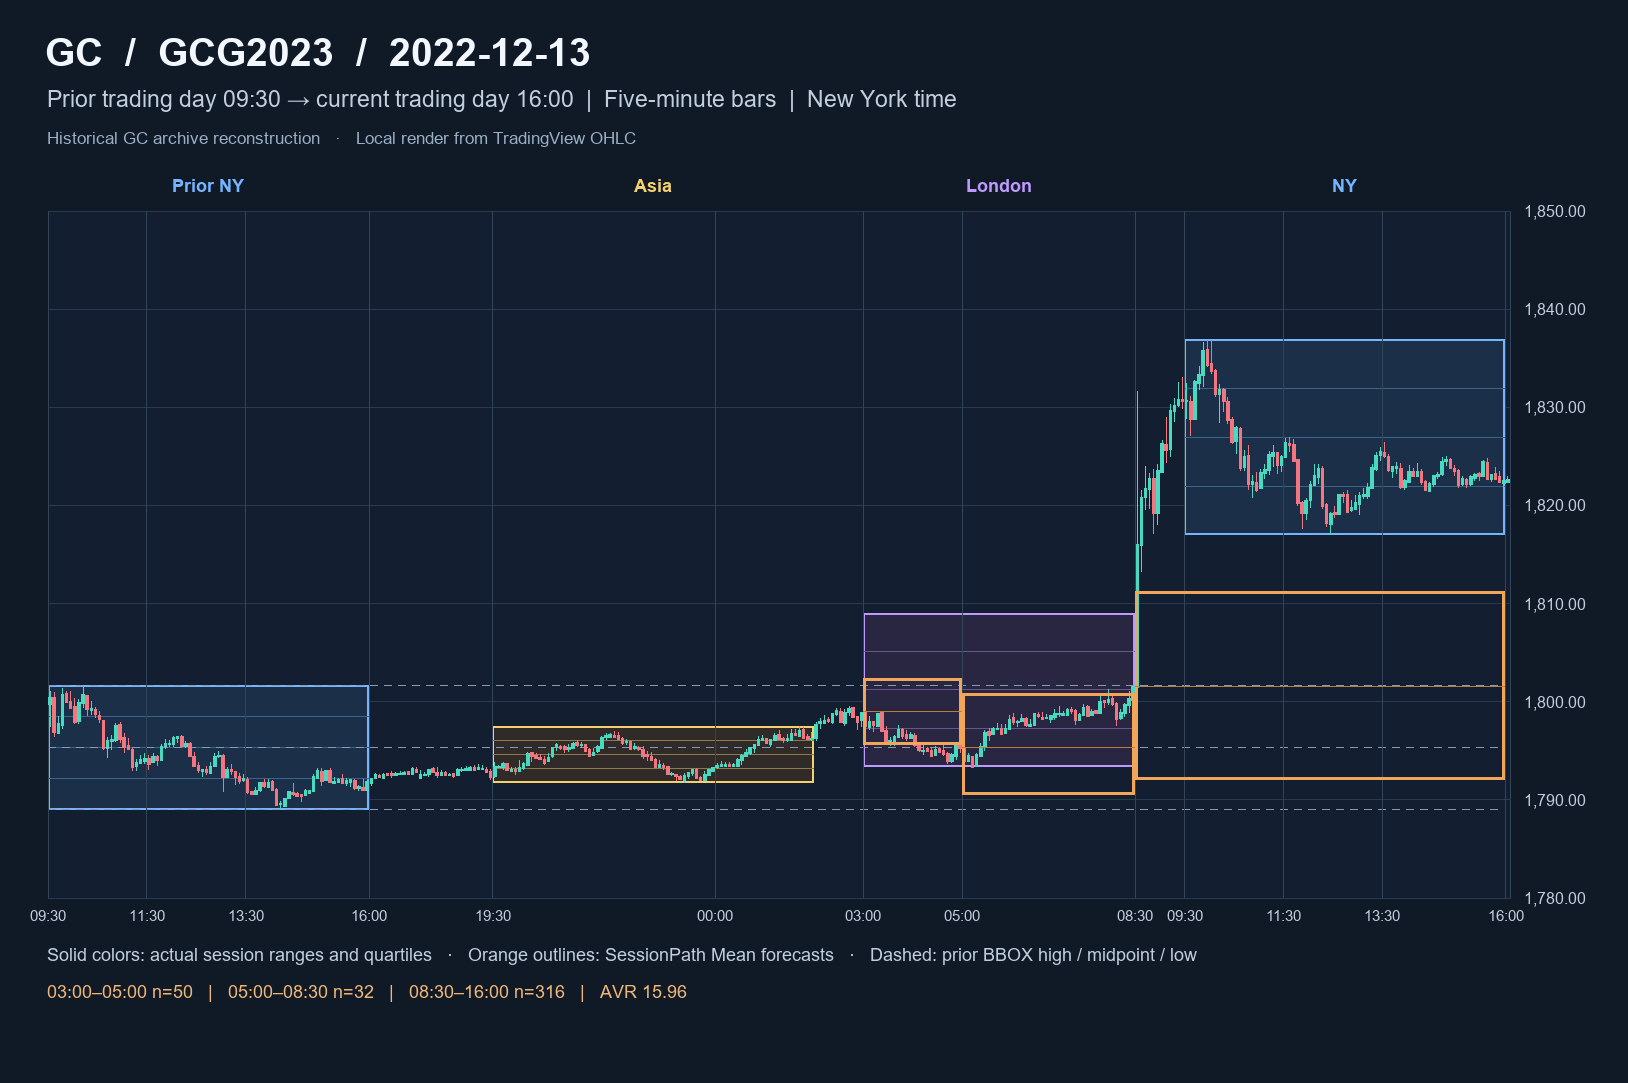 GC / GCG2023 / 2022-12-13
Prior trading day 09:30 → current trading day 16:00 | Five-minute bars | New York time
Historical GC archive reconstruction · Local render from TradingView OHLC
Prior NY Asia London NY
1,850.00
1,840.00
1,830.00
1,820.00
1,810.00
1,800.00
1,790.00
1,780.00
09:30 11:30 13:30 16:00 19:30 00:00 03:00 05:00 08:30 09:30 11:30 13:30 16:00
Solid colors: actual session ranges and quartiles · Orange outlines: SessionPath Mean forecasts · Dashed: prior BBOX high / midpoint / low
03:00–05:00 n=50 | 05:00–08:30 n=32 | 08:30–16:00 n=316 | AVR 15.96